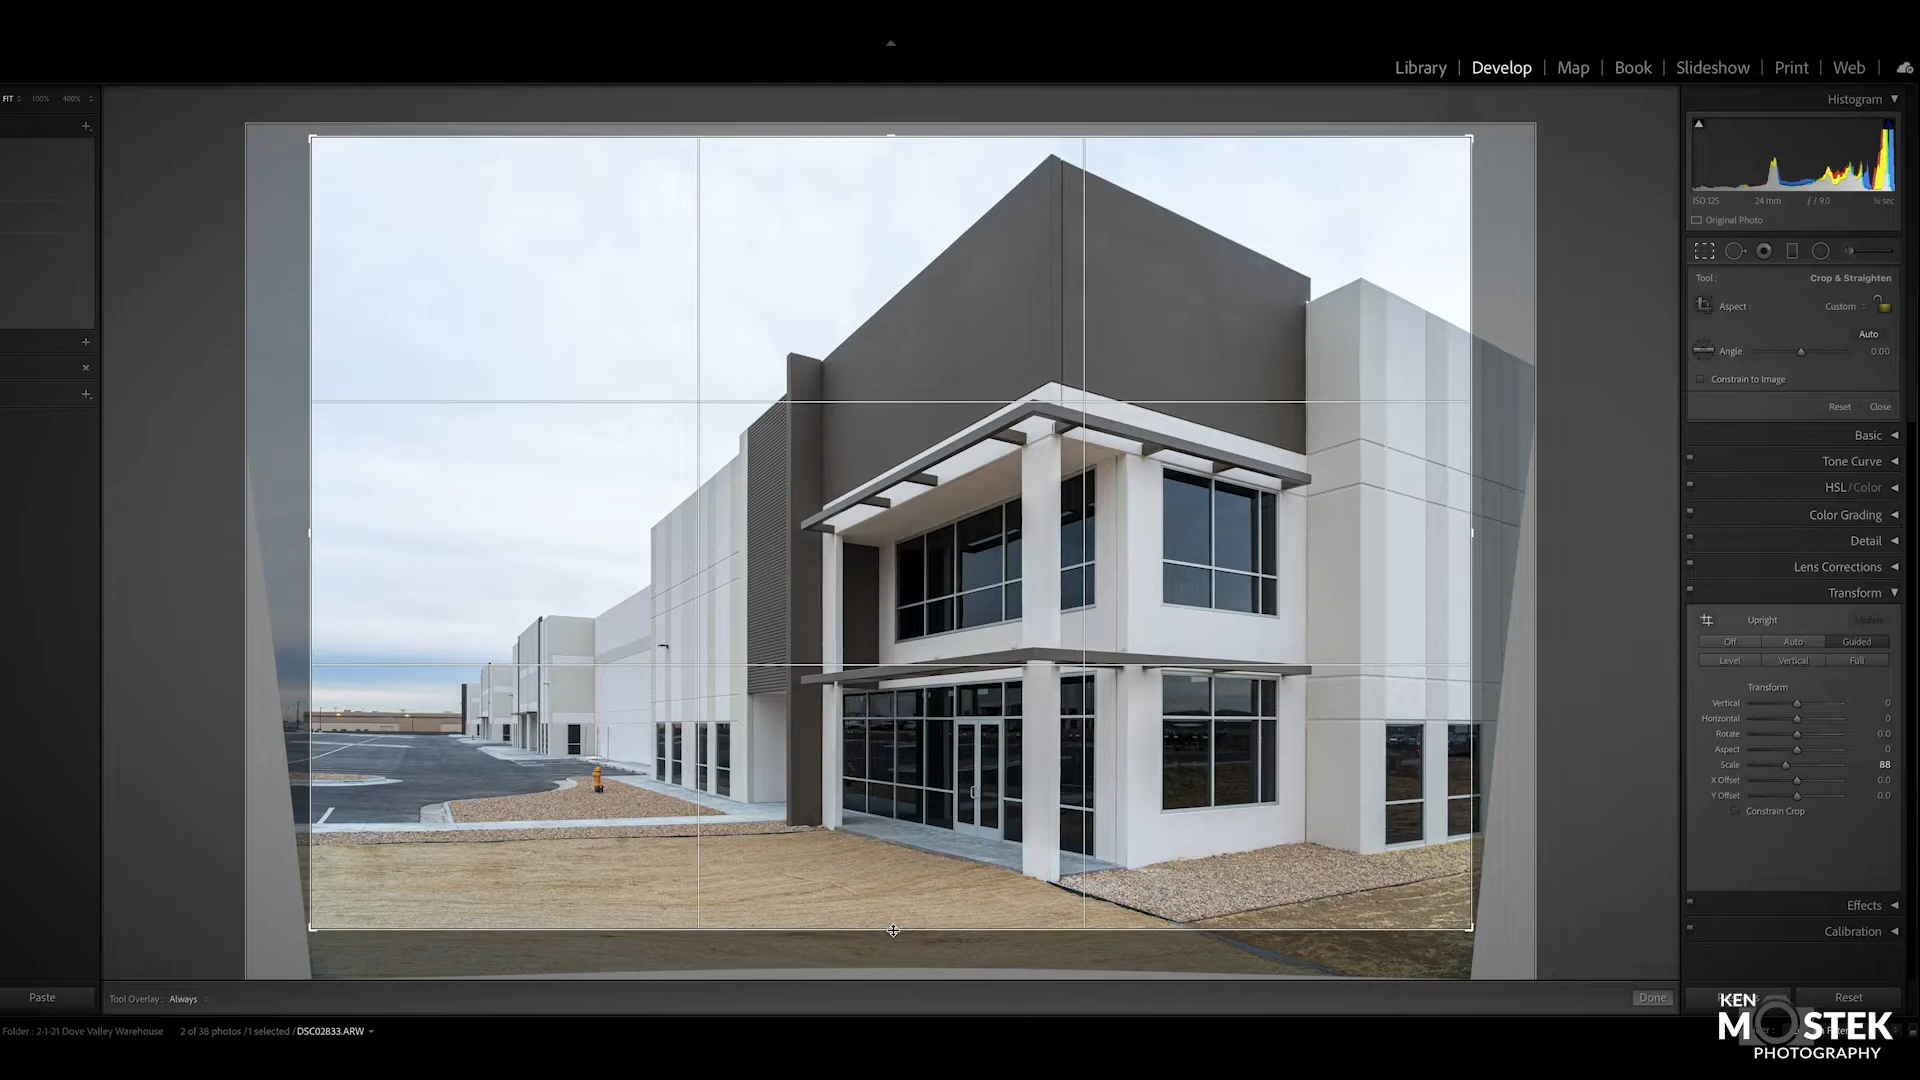 Library | Develop | Map | Book | Slideshow | Print | Web |
FIT 100% 400%
Histogram
ISO 125 24 mm ƒ / 9.0 ⅙ sec
Original Photo
Tool : Crop & Straighten
Aspect : Custom
Auto
Angle 0.00
Constrain to Image
Reset Close
Basic
Tone Curve
HSL / Color
Color Grading
Detail
Lens Corrections
Transform
Upright Update
Off Auto Guided
Level Vertical Full
Transform
Vertical 0
Horizontal 0
Rotate 0.0
Aspect 0
Scale 88
X Offset 0.0
Y Offset 0.0
Constrain Crop
Effects
Calibration
Paste
Tool Overlay : Always
Done
Reset
Folder : 2-1-21 Dove Valley Warehouse 2 of 38 photos / 1 selected / DSC02833.ARW
KEN
MOSTEK
PHOTOGRAPHY